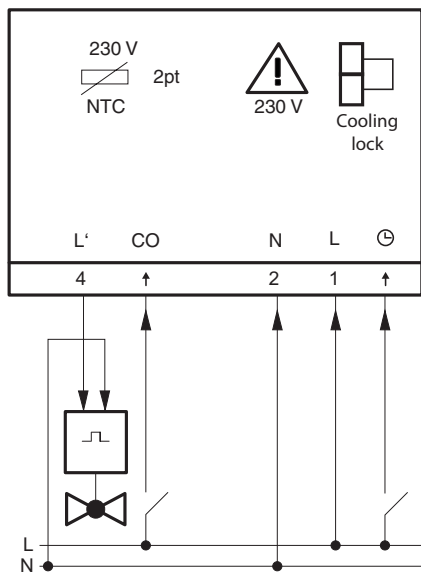 230 V
2pt
NTC
230 V
Cooling
lock
L‘ CO N L
4 2 1
L
N